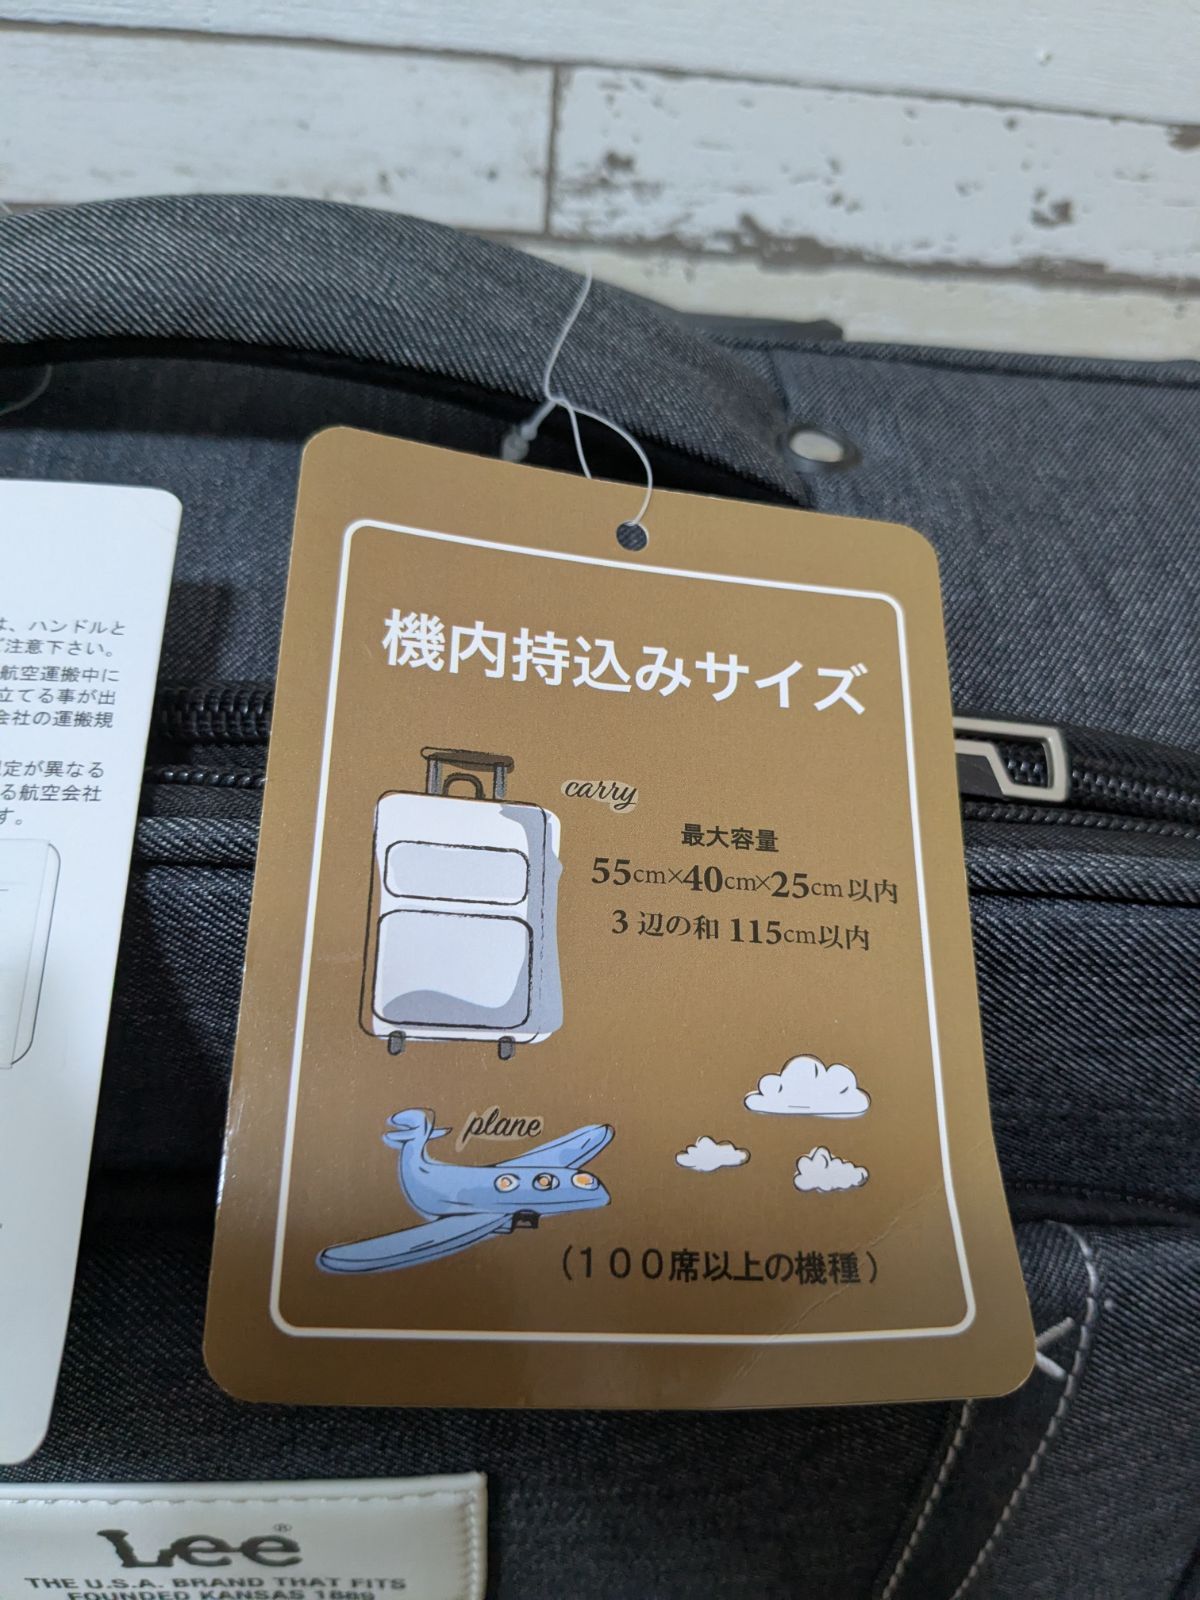 機内持込みサイズ
carry
最大容量
55cm×40cm×25cm以内
3辺の和 115cm以内
plane
(100席以上の機種)
は、ハンドルと
ご注意下さい。
航空運搬中に
立てる事が出
会社の運搬規
定が異なる
る航空会社
す。
Lee®
THE U.S.A. BRAND THAT FITS
FOUNDED KANSAS 1889